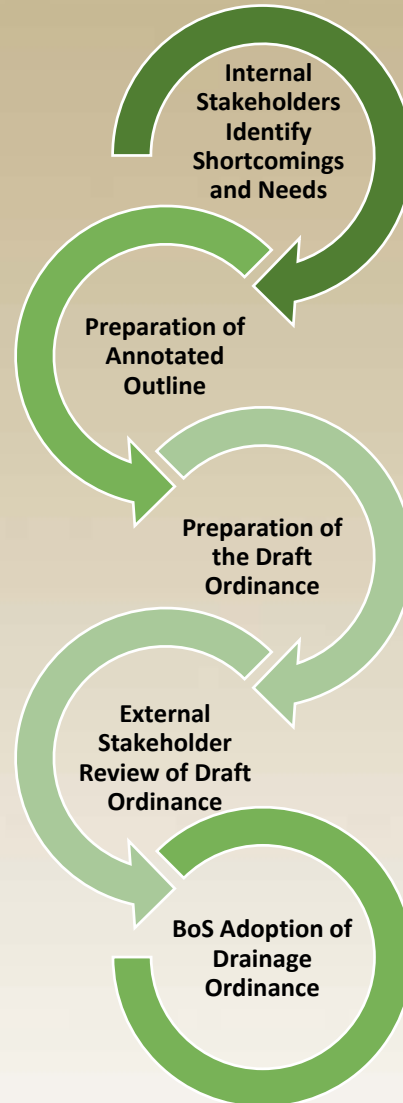 Internal
Stakeholders
Identify
Shortcomings
and Needs
Preparation of
Annotated
Outline
Preparation of
the Draft
Ordinance
External
Stakeholder
Review of Draft
Ordinance
BoS Adoption of
Drainage
Ordinance